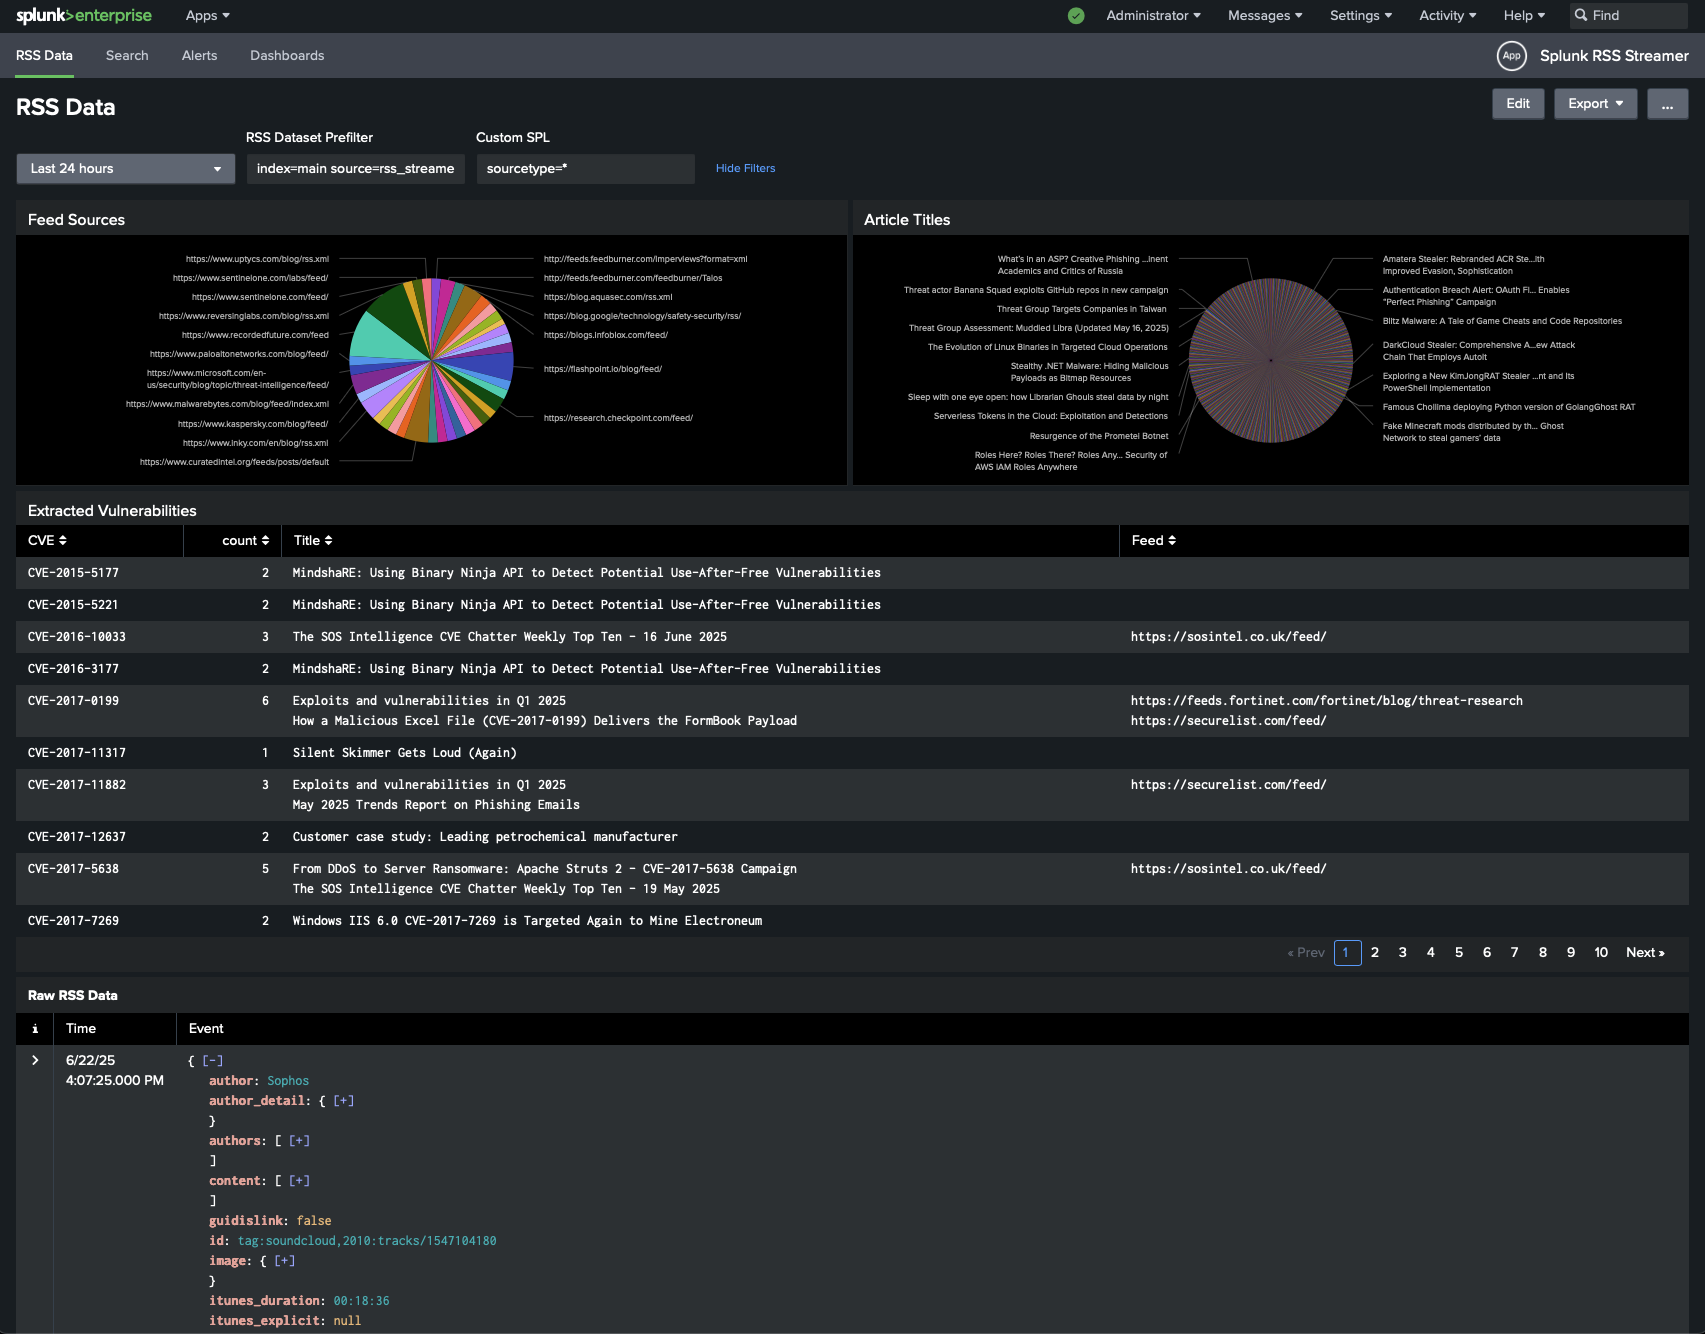 splunk>enterprise Apps Administrator Messages Settings Activity Help Find
RSS Data Search Alerts Dashboards App Splunk RSS Streamer
RSS Data Edit Export ...
RSS Dataset Prefilter Custom SPL
Last 24 hours index=main source=rss_streame sourcetype=* Hide Filters
Feed Sources
https://www.uptycs.com/blog/rss.xml
https://www.sentinelone.com/labs/feed/
https://www.sentinelone.com/feed/
https://www.reversinglabs.com/blog/rss.xml
https://www.recordedfuture.com/feed
https://www.paloaltonetworks.com/blog/feed/
https://www.microsoft.com/en-
us/security/blog/topic/threat-intelligence/feed/
https://www.malwarebytes.com/blog/feed/index.xml
https://www.kaspersky.com/blog/feed/
https://www.inky.com/en/blog/rss.xml
https://www.curatedintel.org/feeds/posts/default
http://feeds.feedburner.com/Imperviews?format=xml
http://feeds.feedburner.com/feedburner/Talos
https://blog.aquasec.com/rss.xml
https://blog.google/technology/safety-security/rss/
https://blogs.infoblox.com/feed/
https://flashpoint.io/blog/feed/
https://research.checkpoint.com/feed/
Article Titles
What's in an ASP? Creative Phishing ...inent
Academics and Critics of Russia
Threat actor Banana Squad exploits GitHub repos in new campaign
Threat Group Targets Companies in Taiwan
Threat Group Assessment: Muddled Libra (Updated May 16, 2025)
The Evolution of Linux Binaries in Targeted Cloud Operations
Stealthy .NET Malware: Hiding Malicious
Payloads as Bitmap Resources
Sleep with one eye open: how Librarian Ghouls steal data by night
Serverless Tokens in the Cloud: Exploitation and Detections
Resurgence of the Prometei Botnet
Roles Here? Roles There? Roles Any... Security of
AWS IAM Roles Anywhere
Amatera Stealer: Rebranded ACR Ste...ith
Improved Evasion, Sophistication
Authentication Breach Alert: OAuth Fl... Enables
"Perfect Phishing" Campaign
Blitz Malware: A Tale of Game Cheats and Code Repositories
DarkCloud Stealer: Comprehensive A...ew Attack
Chain That Employs AutoIt
Exploring a New KimJongRAT Stealer ...nt and Its
PowerShell Implementation
Famous Chollima deploying Python version of GolangGhost RAT
Fake Minecraft mods distributed by th... Ghost
Network to steal gamers' data
Extracted Vulnerabilities
CVE count Title Feed
CVE-2015-5177 2 MindshaRE: Using Binary Ninja API to Detect Potential Use-After-Free Vulnerabilities
CVE-2015-5221 2 MindshaRE: Using Binary Ninja API to Detect Potential Use-After-Free Vulnerabilities
CVE-2016-10033 3 The SOS Intelligence CVE Chatter Weekly Top Ten – 16 June 2025 https://sosintel.co.uk/feed/
CVE-2016-3177 2 MindshaRE: Using Binary Ninja API to Detect Potential Use-After-Free Vulnerabilities
CVE-2017-0199 6 Exploits and vulnerabilities in Q1 2025 https://feeds.fortinet.com/fortinet/blog/threat-research
How a Malicious Excel File (CVE-2017-0199) Delivers the FormBook Payload https://securelist.com/feed/
CVE-2017-11317 1 Silent Skimmer Gets Loud (Again)
CVE-2017-11882 3 Exploits and vulnerabilities in Q1 2025 https://securelist.com/feed/
May 2025 Trends Report on Phishing Emails
CVE-2017-12637 2 Customer case study: Leading petrochemical manufacturer
CVE-2017-5638 5 From DDoS to Server Ransomware: Apache Struts 2 - CVE-2017-5638 Campaign https://sosintel.co.uk/feed/
The SOS Intelligence CVE Chatter Weekly Top Ten – 19 May 2025
CVE-2017-7269 2 Windows IIS 6.0 CVE-2017-7269 is Targeted Again to Mine Electroneum
« Prev 1 2 3 4 5 6 7 8 9 10 Next »
Raw RSS Data
i Time Event
6/22/25 { [-]
4:07:25.000 PM author: Sophos
author_detail: { [+]
}
authors: [ [+]
]
content: [ [+]
]
guidislink: false
id: tag:soundcloud,2010:tracks/1547104180
image: { [+]
}
itunes_duration: 00:18:36
itunes_explicit: null